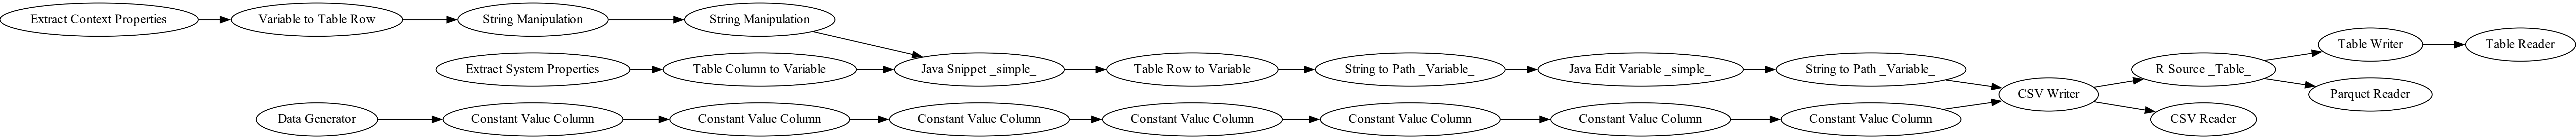 Extract Context Properties
Variable to Table Row
String Manipulation
String Manipulation
Table Writer
Table Reader
Extract System Properties
Table Column to Variable
Java Snippet _simple_
Table Row to Variable
String to Path _Variable_
Java Edit Variable _simple_
String to Path _Variable_
R Source _Table_
CSV Writer
Parquet Reader
Data Generator
Constant Value Column
Constant Value Column
Constant Value Column
Constant Value Column
Constant Value Column
Constant Value Column
Constant Value Column
CSV Reader